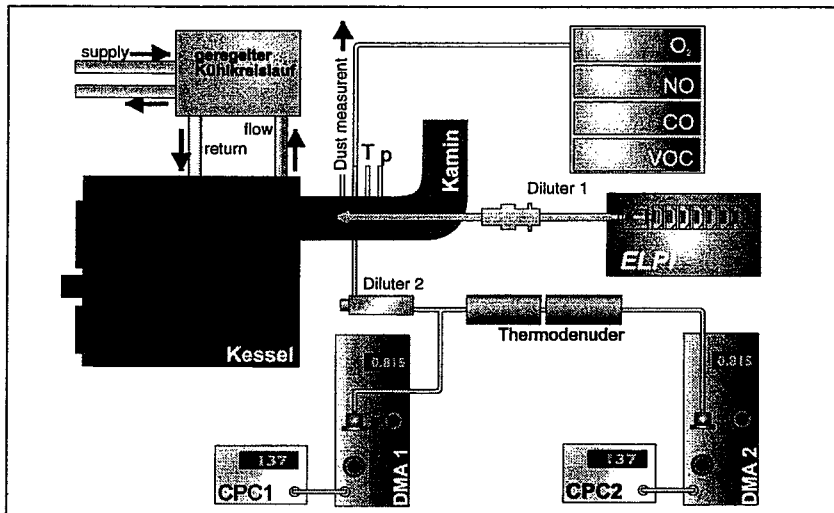 supply
geregelter
Kühlkreislauf
flow
return
Dust measurent
T
p
Kamin
O₂
NO
CO
VOC
Diluter 1
ELPI
Diluter 2
Thermodenuder
Kessel
0.815
0.815
137
CPC1
DMA 1
137
CPC2
DMA 2